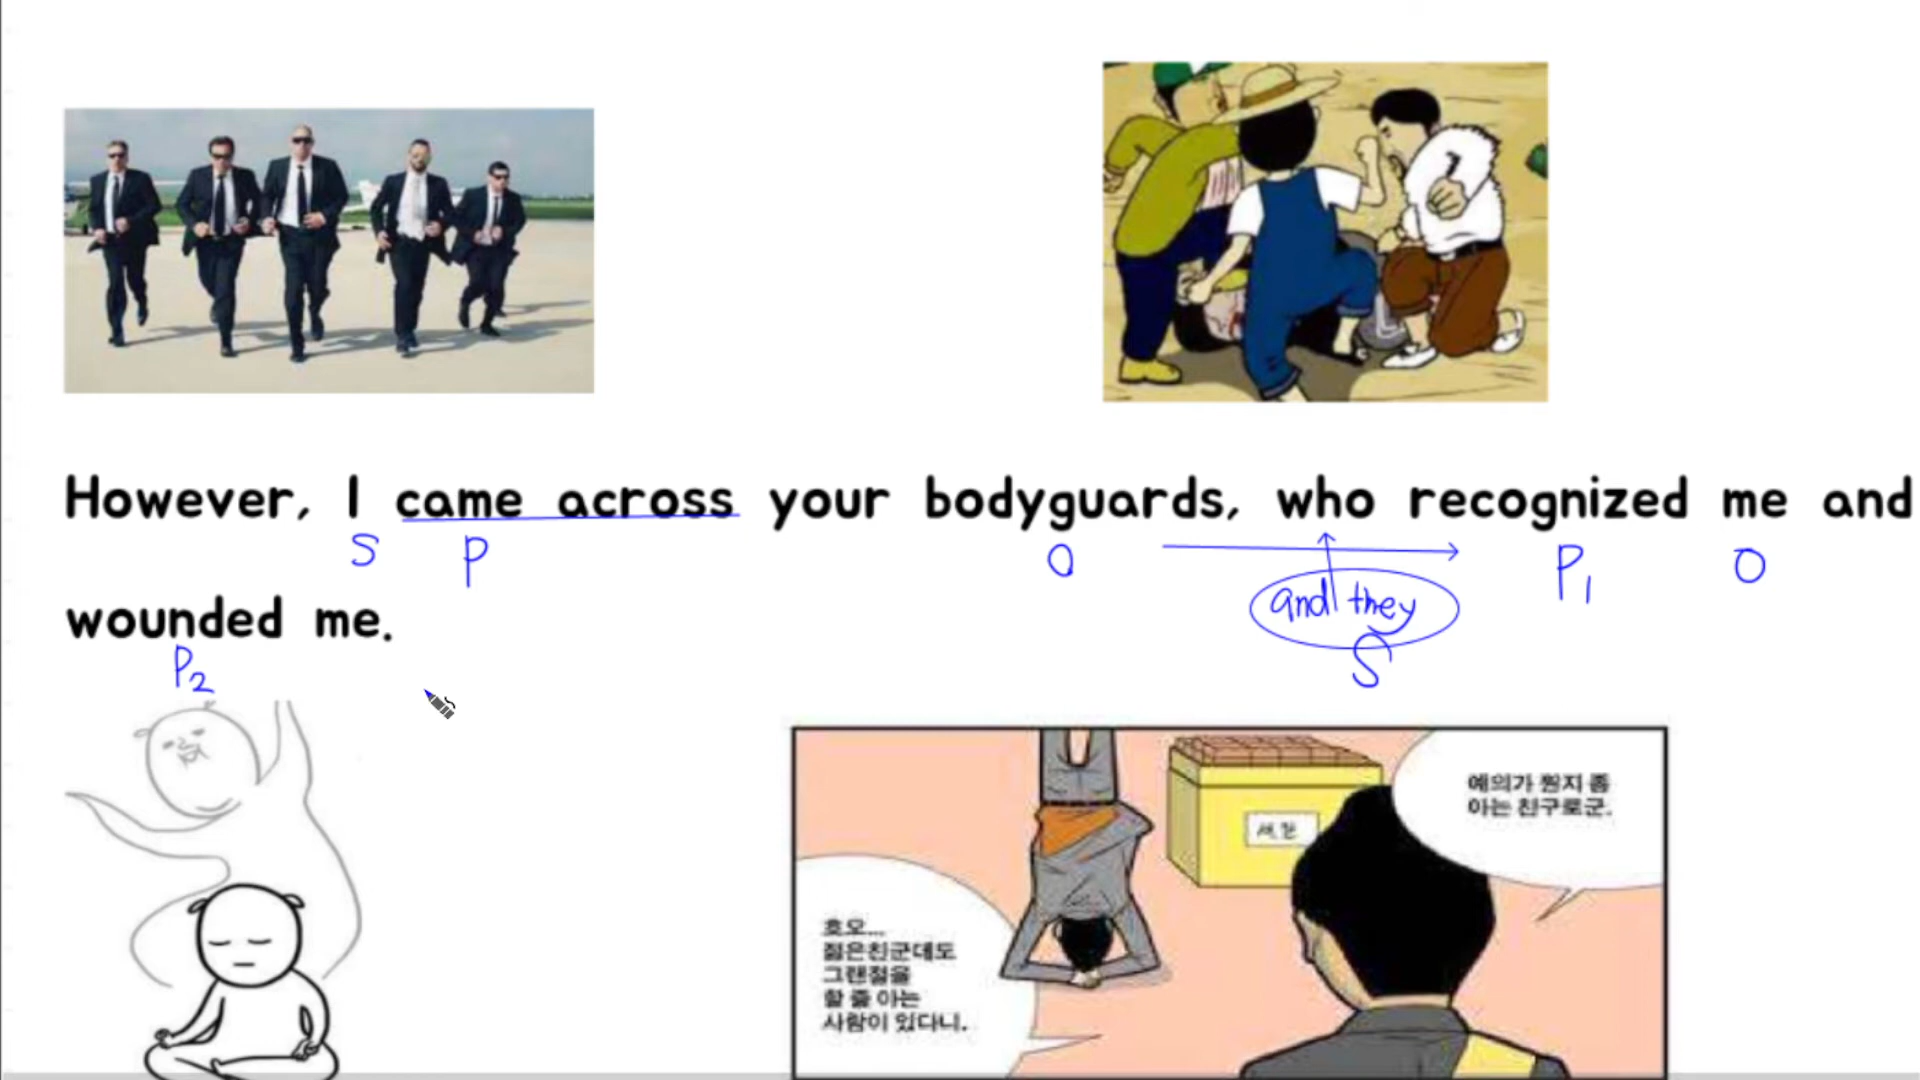 However, I came across your bodyguards, who recognized me and
S P O P1 O
and they
S
wounded me.
P2
예의가 뭔지 좀
아는 친구로군.
호오...
젊은친군데도
그랜절을
할 줄 아는
사람이 있다니.